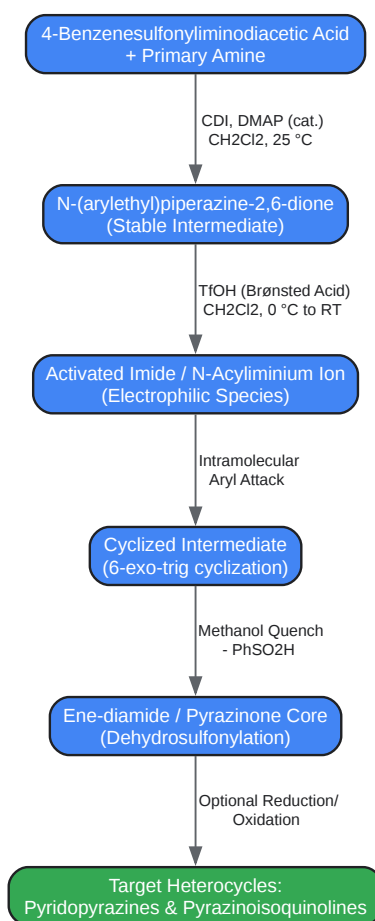 4-Benzenesulfonyliminodiacetic Acid
+ Primary Amine
CDI, DMAP (cat.)
CH2Cl2, 25 °C
N-(arylethyl)piperazine-2,6-dione
(Stable Intermediate)
TfOH (Brønsted Acid)
CH2Cl2, 0 °C to RT
Activated Imide / N-Acyliminium Ion
(Electrophilic Species)
Intramolecular
Aryl Attack
Cyclized Intermediate
(6-exo-trig cyclization)
Methanol Quench
- PhSO2H
Ene-diamide / Pyrazinone Core
(Dehydrosulfonylation)
Optional Reduction/
Oxidation
Target Heterocycles:
Pyridopyrazines & Pyrazinoisoquinolines